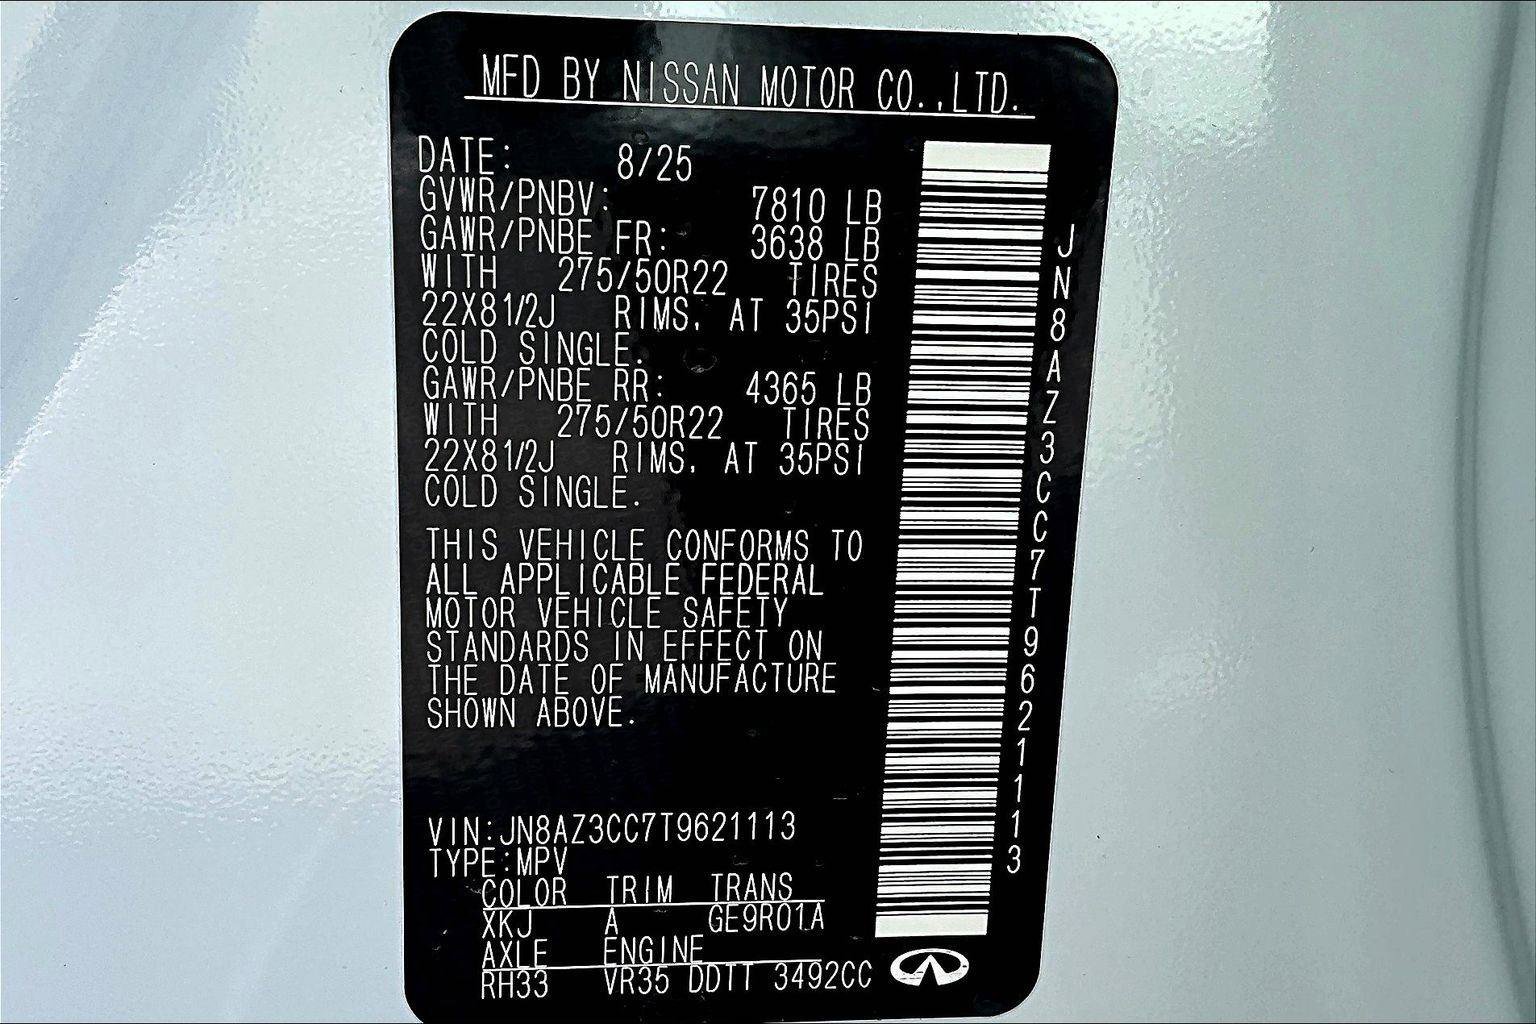 MFD BY NISSAN MOTOR CO.,LTD.
DATE: 8/25
GVWR/PNBV: 7810 LB
GAWR/PNBE FR: 3638 LB
WITH 275/50R22 TIRES
22X81/2J RIMS. AT 35PSI
COLD SINGLE.
GAWR/PNBE RR: 4365 LB
WITH 275/50R22 TIRES
22X81/2J RIMS. AT 35PSI
COLD SINGLE.
THIS VEHICLE CONFORMS TO
ALL APPLICABLE FEDERAL
MOTOR VEHICLE SAFETY
STANDARDS IN EFFECT ON
THE DATE OF MANUFACTURE
SHOWN ABOVE.
VIN:JN8AZ3CC7T9621113
TYPE:MPV
COLOR TRIM TRANS
XKJ A GE9R01A
AXLE ENGINE
RH33 VR35 DDTT 3492CC
JN8AZ3CC7T9621113